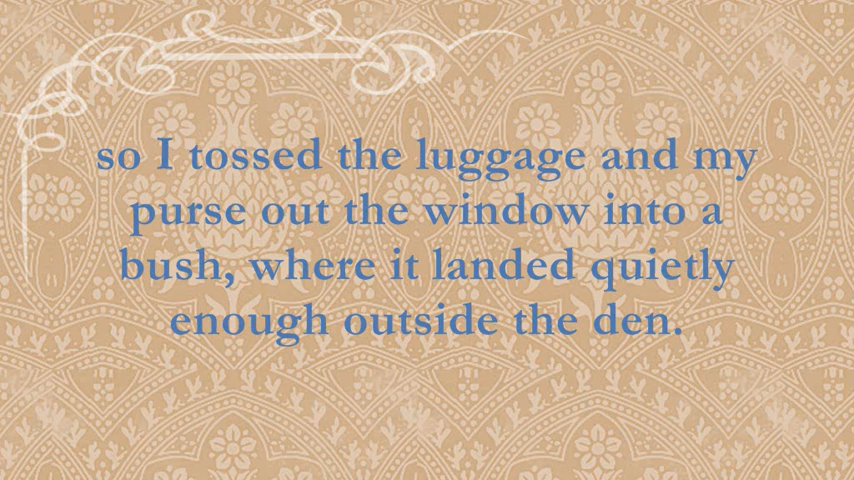 so I tossed the luggage and my
purse out the window into a
bush, where it landed quietly
enough outside the den.